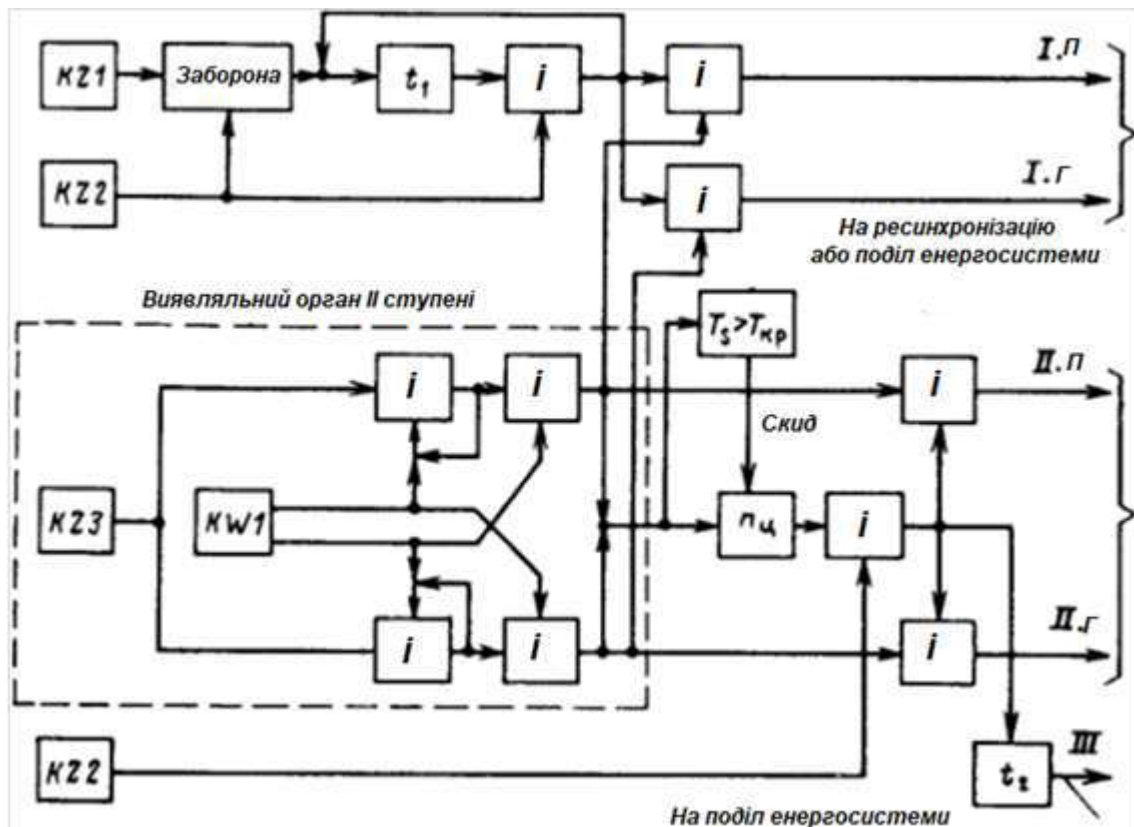 I.П
KZ1
Заборона
t₁
i
i
KZ2
i
I.Г
На ресинхронізацію
або поділ енергосистеми
Виявляльний орган II ступені
Tₛ>Tкр
i
i
i
II.П
Скид
KZ3
KW1
nц
i
i
i
i
II.Г
KZ2
III
t₂
На поділ енергосистеми